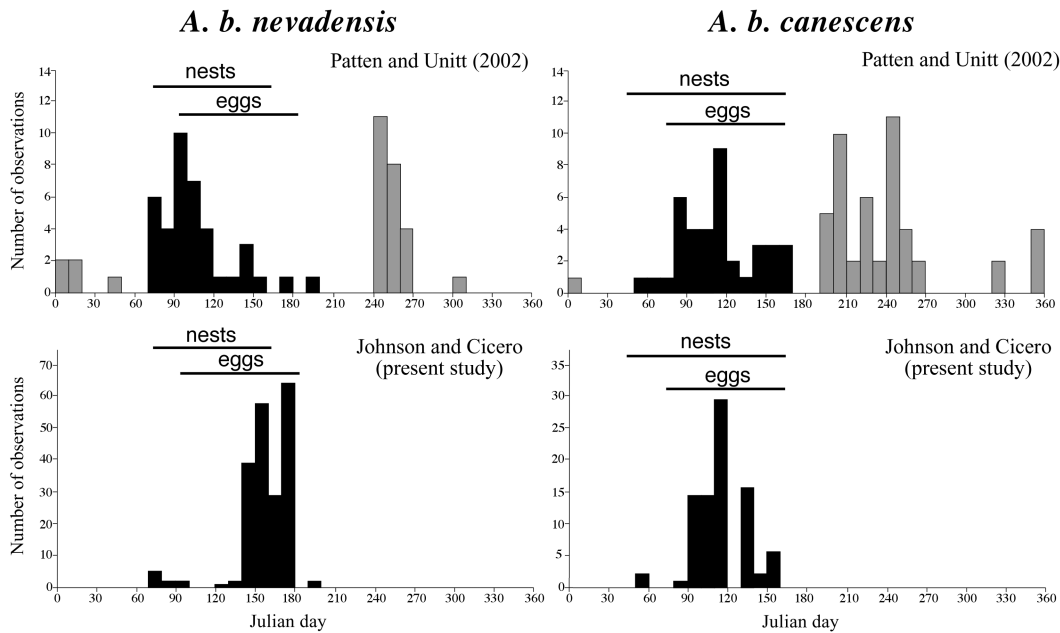 A. b. nevadensis
A. b. canescens
Patten and Unitt (2002)
nests
eggs
Number of observations
14
12
10
8
6
4
2
0
0 30 60 90 120 150 180 210 240 270 300 330 360
Patten and Unitt (2002)
nests
eggs
14
12
10
8
6
4
2
0
0 30 60 90 120 150 180 210 240 270 300 330 360
Johnson and Cicero
(present study)
nests
eggs
Number of observations
70
60
50
40
30
20
10
0
0 30 60 90 120 150 180 210 240 270 300 330 360
Julian day
Johnson and Cicero
(present study)
nests
eggs
35
30
25
20
15
10
5
0
0 30 60 90 120 150 180 210 240 270 300 330 360
Julian day